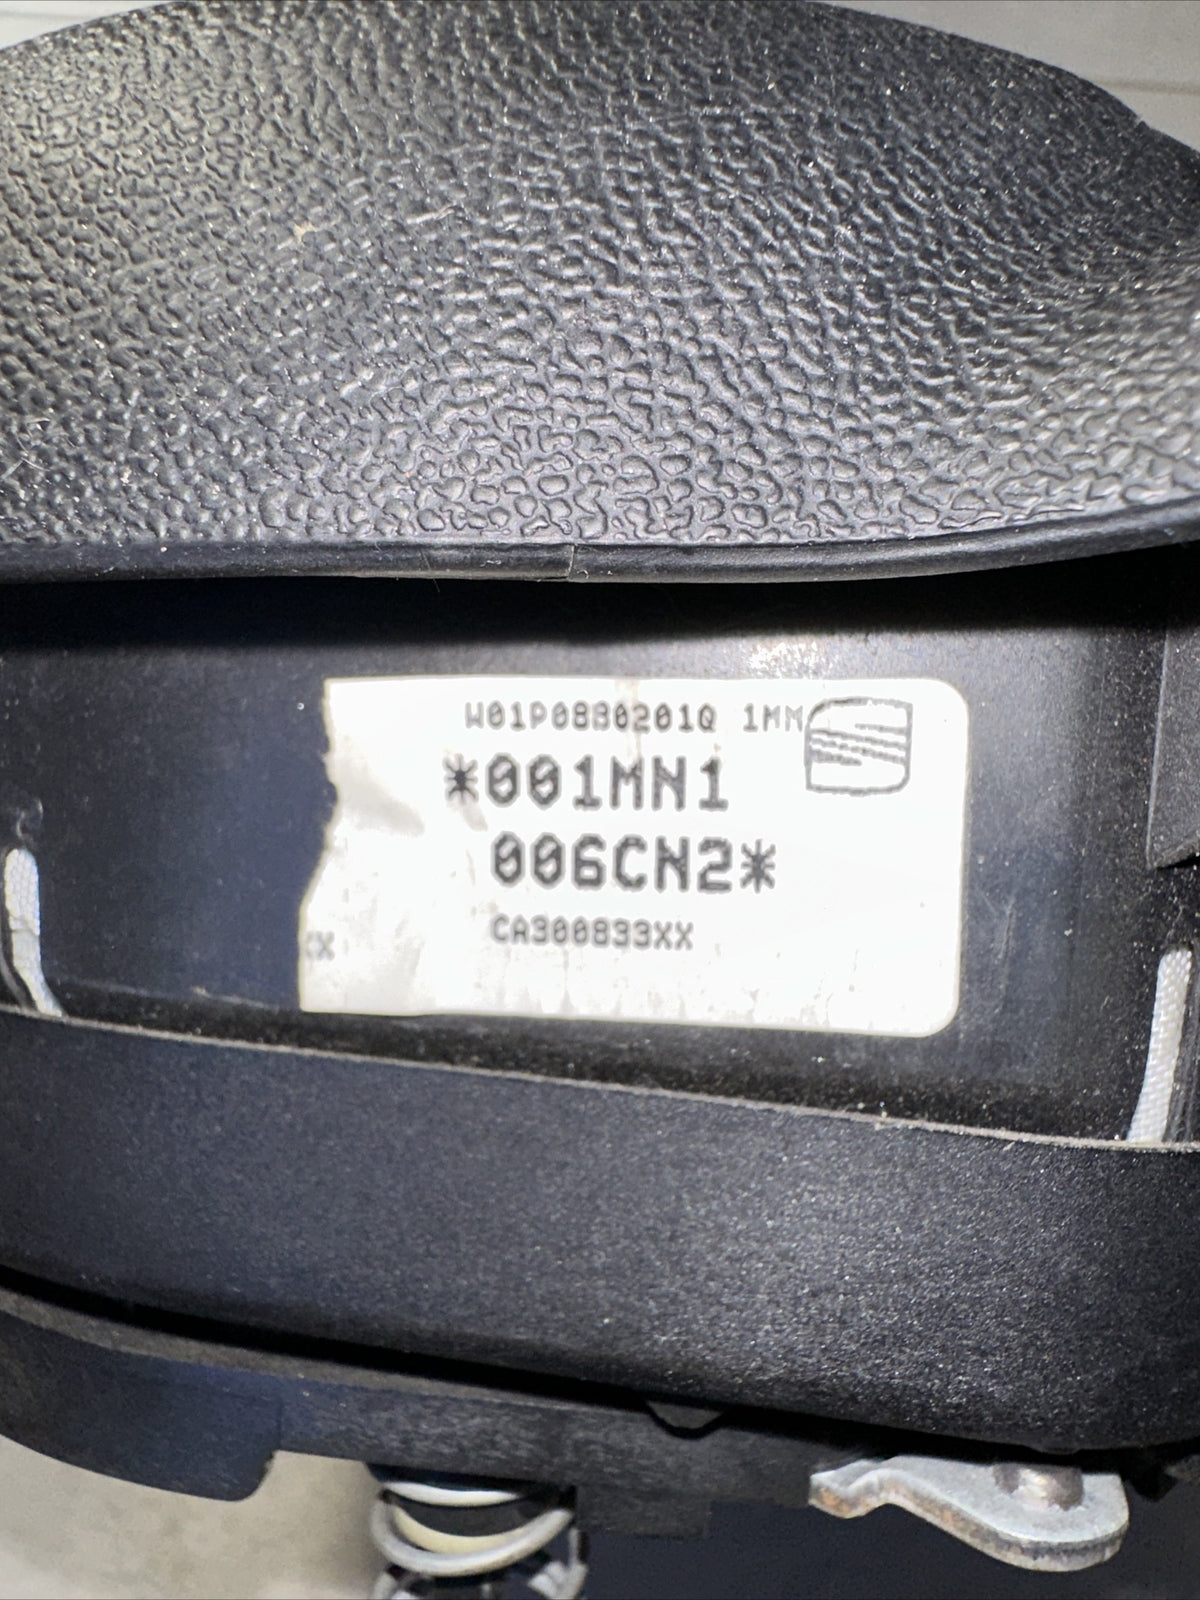 W01P0880201Q 1MM
*001MN1
006CN2*
CA300833XX